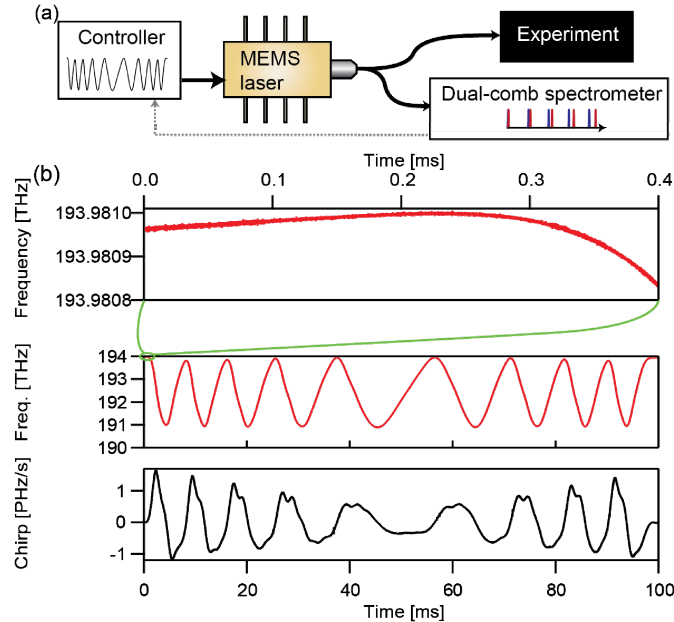 (a)
Controller
MEMS
laser
Experiment
Dual-comb spectrometer
(b)
Time [ms]
0.0 0.1 0.2 0.3 0.4
Frequency [THz]
193.9810
193.9809
193.9808
Freq. [THz]
194
193
192
191
190
Chirp [PHz/s]
1
0
-1
0 20 40 60 80 100
Time [ms]